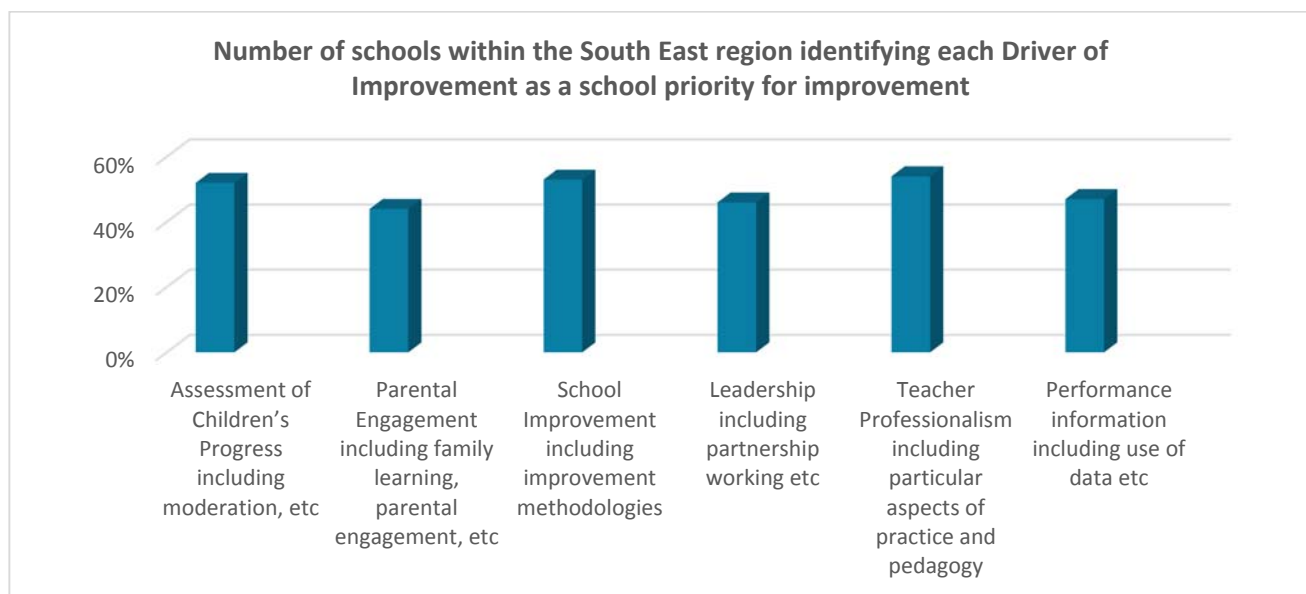 Number of schools within the South East region identifying each Driver of
Improvement as a school priority for improvement
60%
40%
20%
0%
Assessment of
Children’s
Progress
including
moderation, etc
Parental
Engagement
including family
learning,
parental
engagement, etc
School
Improvement
including
improvement
methodologies
Leadership
including
partnership
working etc
Teacher
Professionalism
including
particular
aspects of
practice and
pedagogy
Performance
information
including use of
data etc